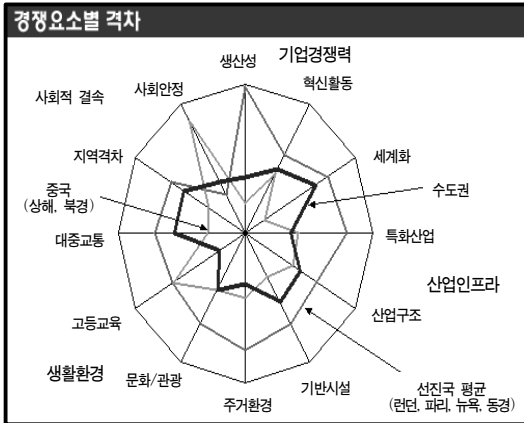 경쟁요소별 격차
생산성
기업경쟁력
사회적 결속
사회안정
혁신활동
지역격차
세계화
중국
(상해, 북경)
수도권
대중교통
특화산업
산업인프라
고등교육
산업구조
생활환경
문화/관광
기반시설
선진국 평균
(런던, 파리, 뉴욕, 동경)
주거환경